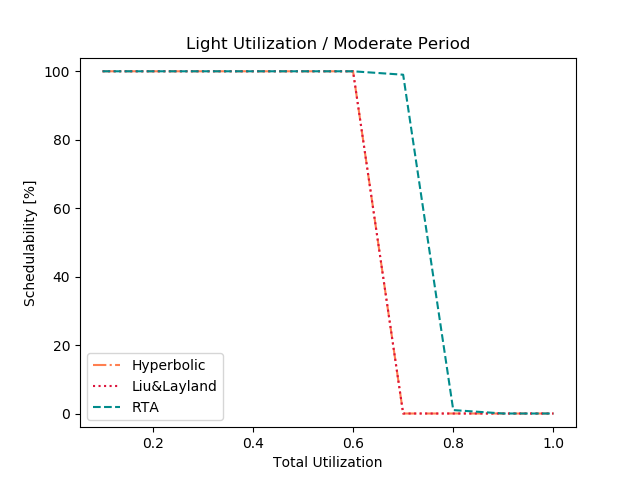 Light Utilization / Moderate Period
Schedulability [%]
100
80
60
40
20
0
Hyperbolic
Liu&Layland
RTA
0.2
0.4
0.6
0.8
1.0
Total Utilization